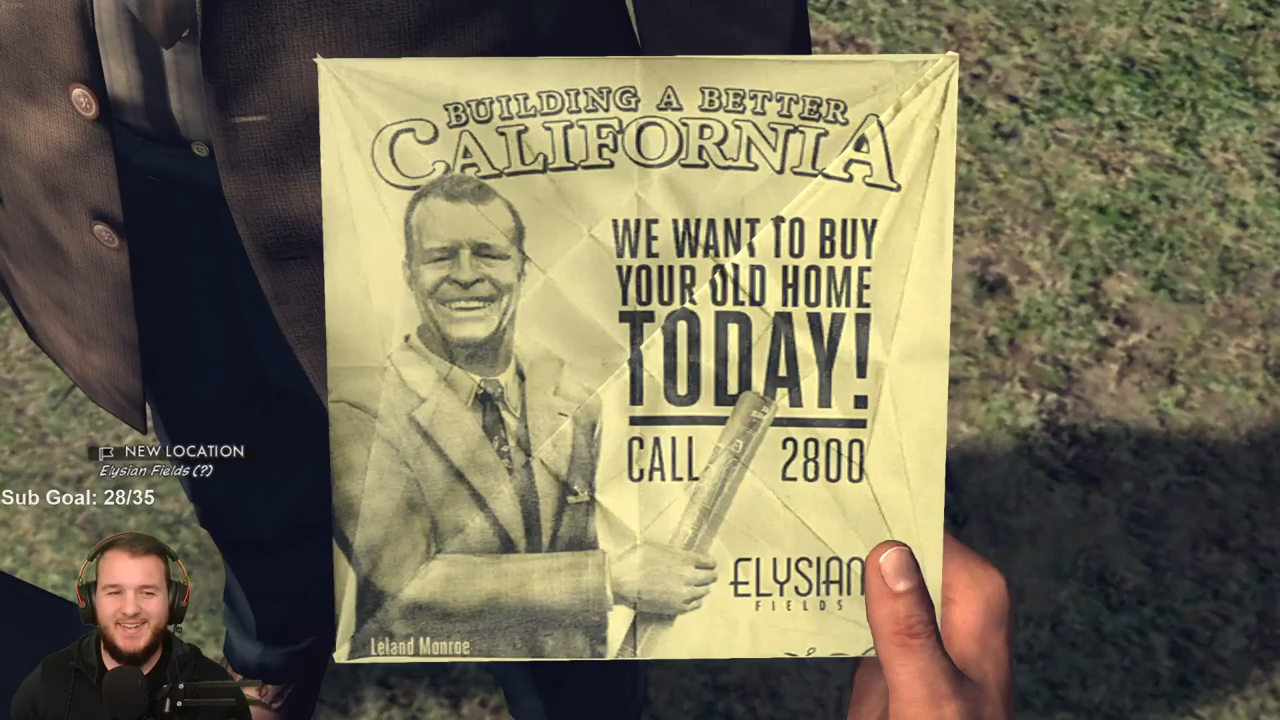 BUILDING A BETTER
CALIFORNIA
WE WANT TO BUY
YOUR OLD HOME
TODAY!
CALL 2800
ELYSIAN
FIELDS
Leland Monroe
NEW LOCATION
Elysian Fields (?)
Sub Goal: 28/35